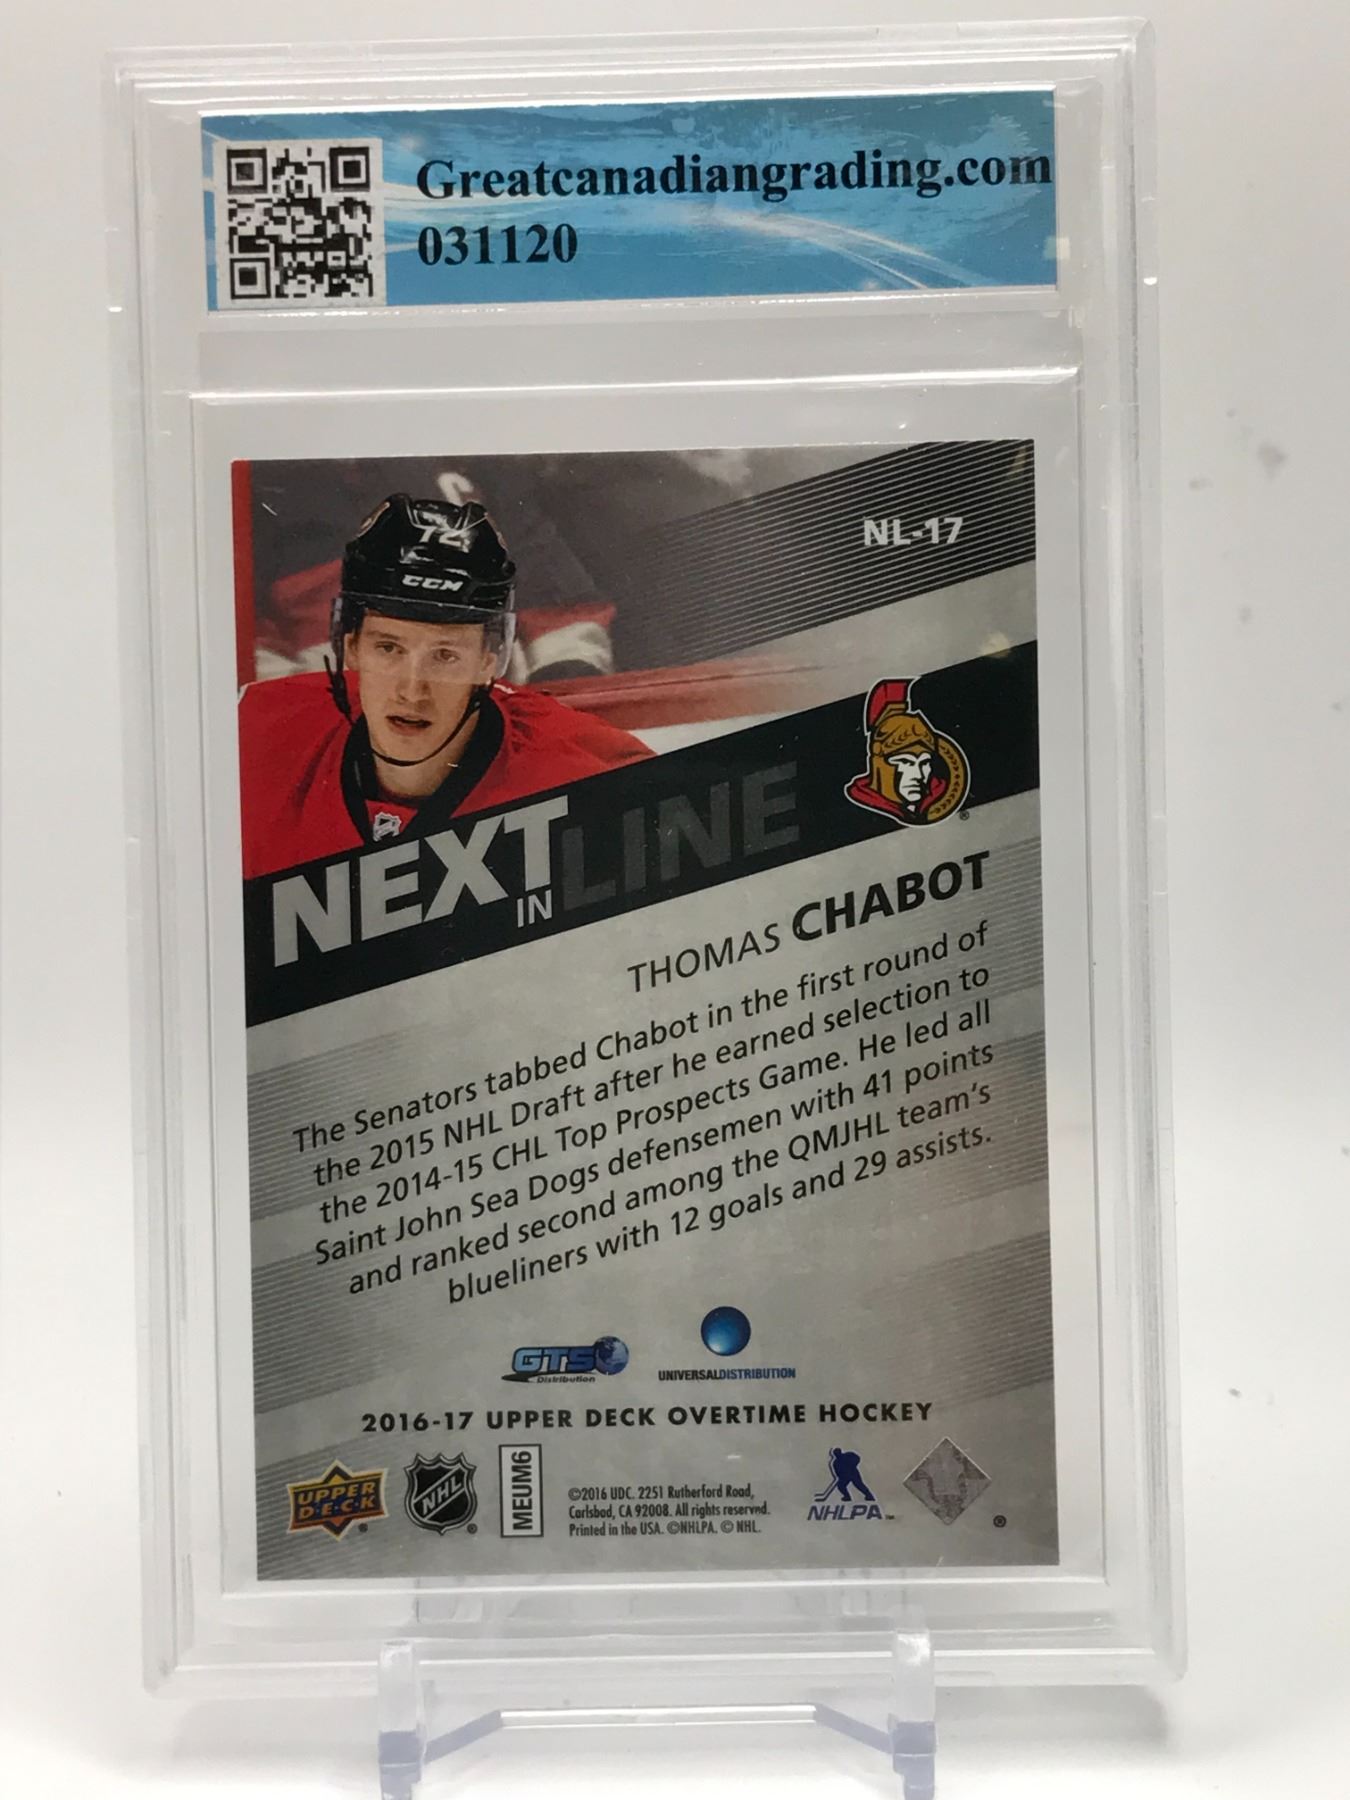 Greatcanadiangrading.com
031120
NL-17
72
CCM
NEXT IN LINE
THOMAS CHABOT
The Senators tabbed Chabot in the first round of
the 2015 NHL Draft after he earned selection to
the 2014-15 CHL Top Prospects Game. He led all
Saint John Sea Dogs defensemen with 41 points
and ranked second among the QMJHL team's
blueliners with 12 goals and 29 assists.
GTS
Distribution
UNIVERSALDISTRIBUTION
2016-17 UPPER DECK OVERTIME HOCKEY
UPPER
DECK
®
NHL
®
MEUM6
©2016 UDC. 2251 Rutherford Road,
Carlsbad, CA 92008. All rights reserved.
Printed in the USA. ©NHLPA. © NHL.
NHLPA™
®